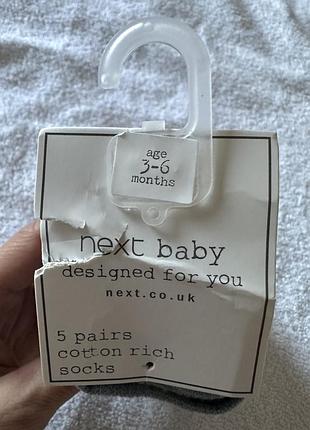 age
3-6
months
next baby
designed for you
next.co.uk
5 pairs
cotton rich
socks